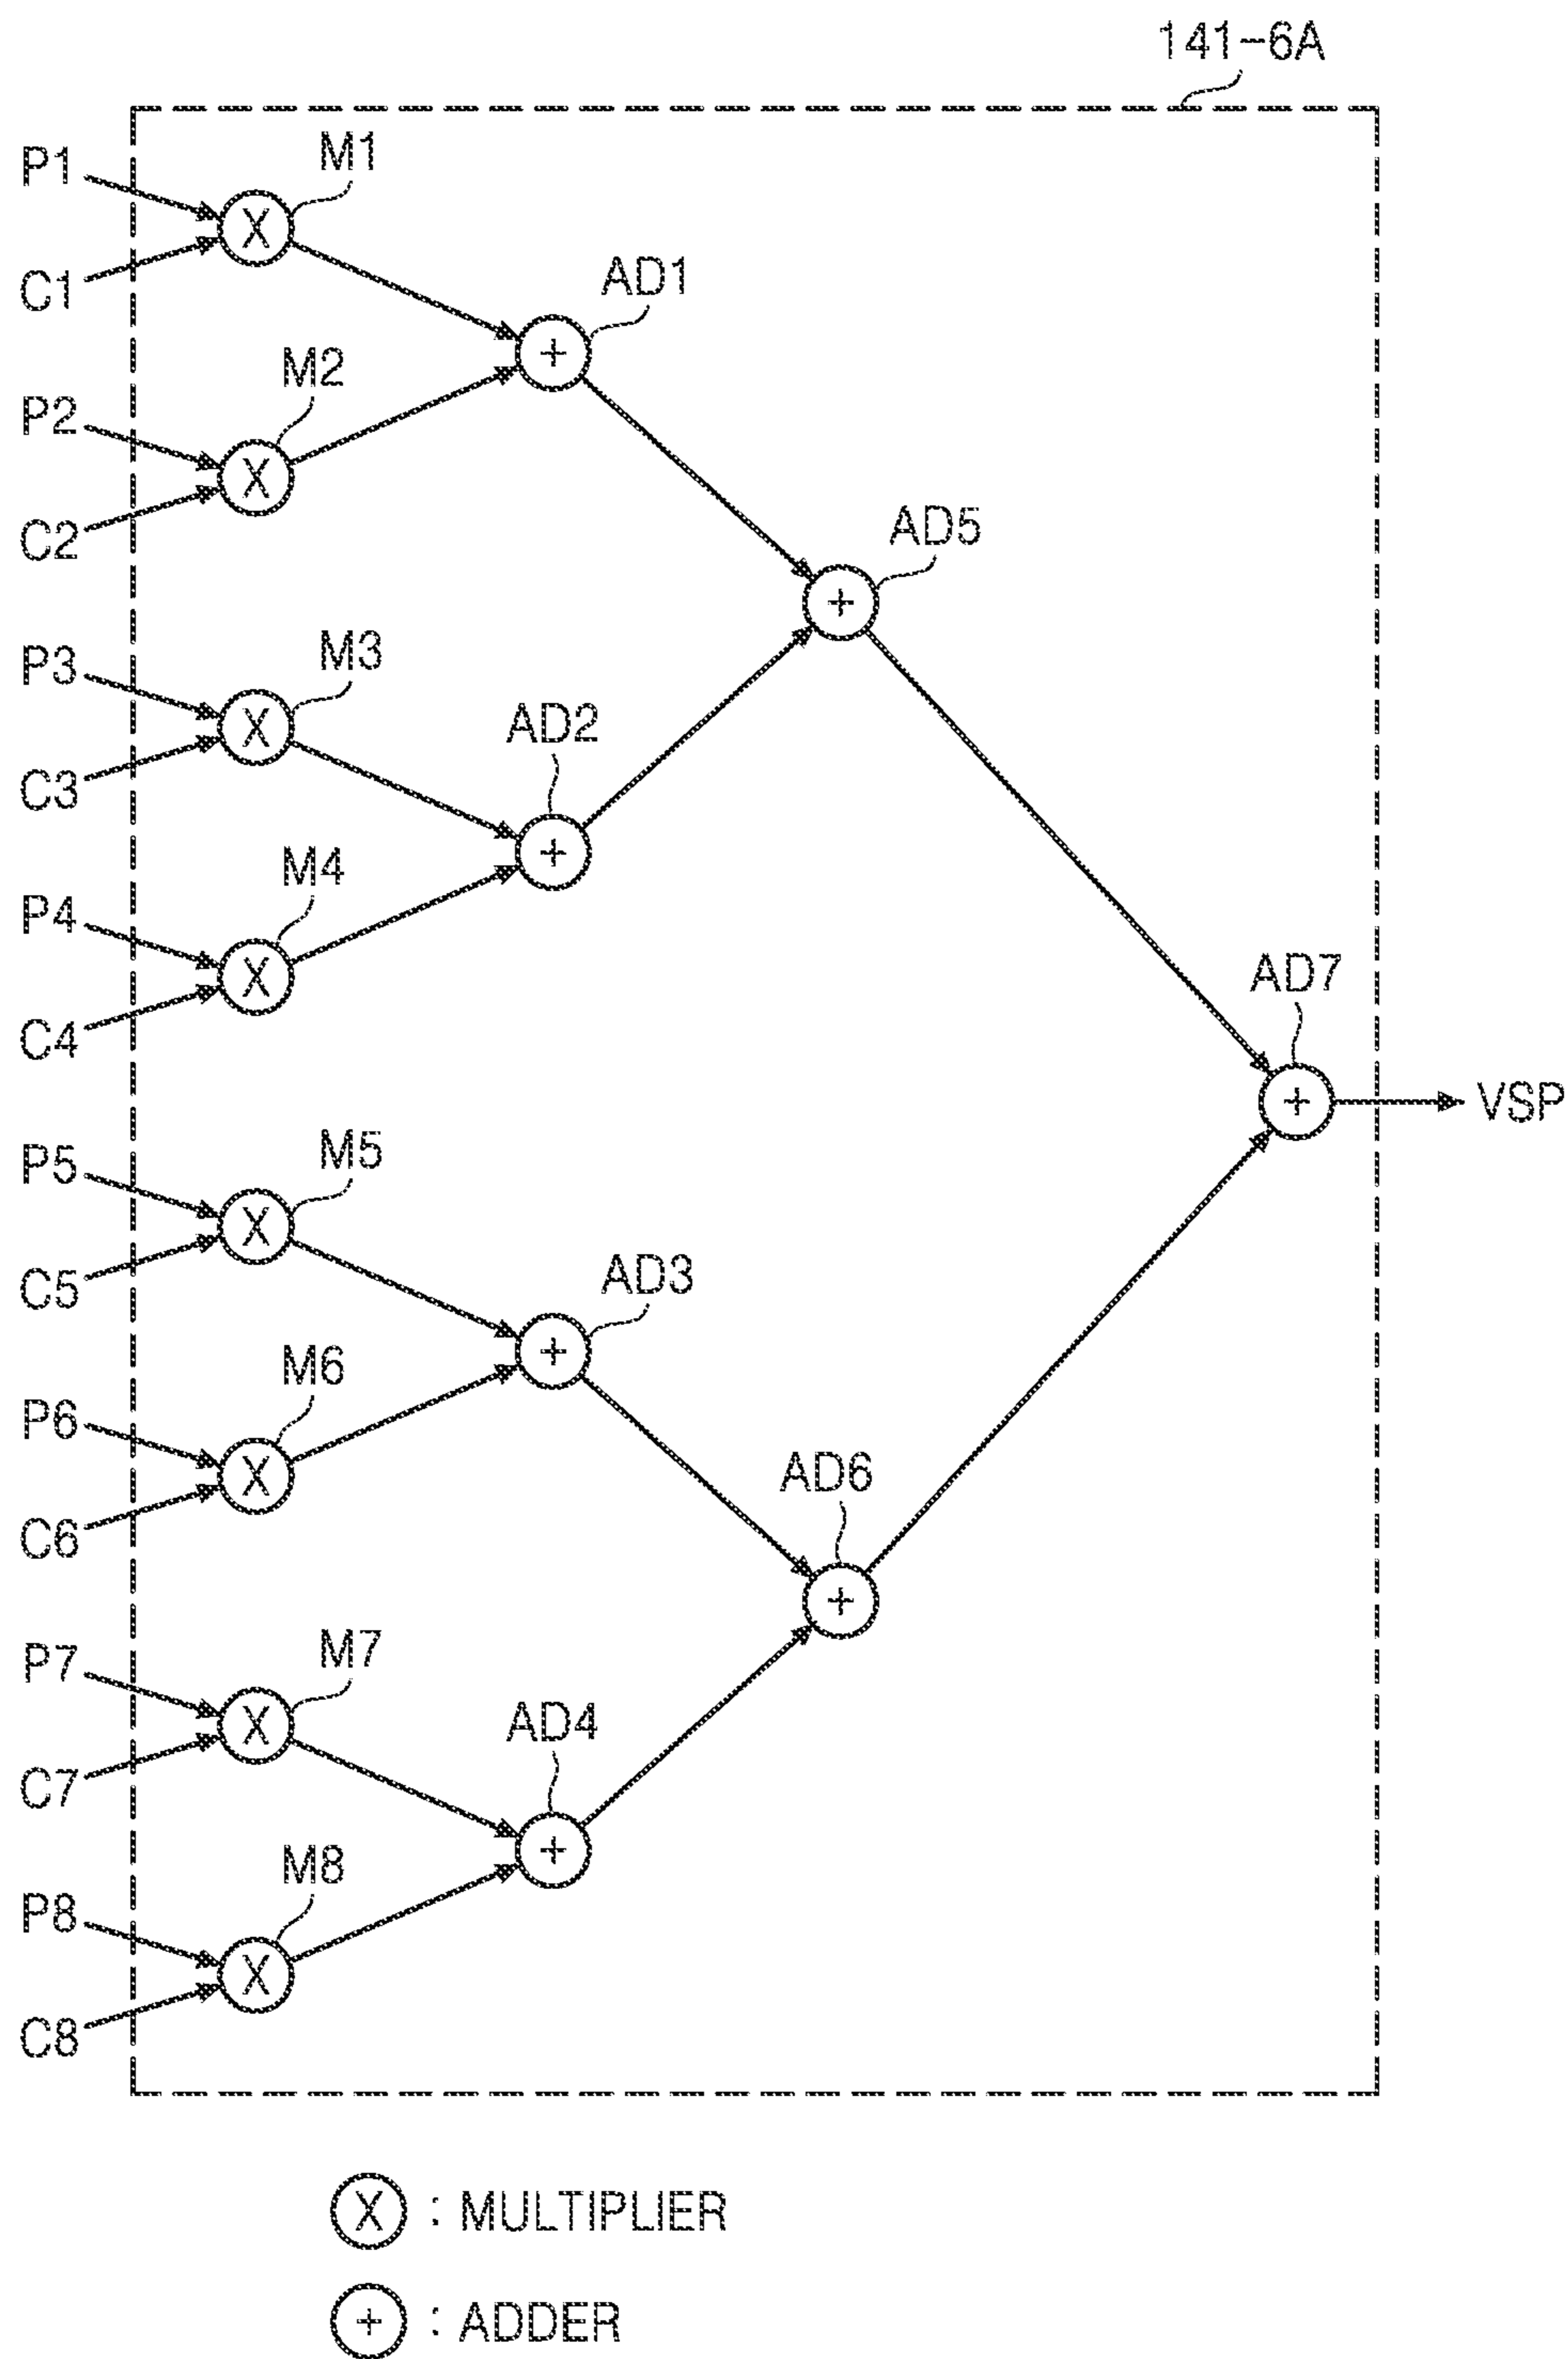 141-6A
P1
M1
C1
AD1
X
+
M2
P2
X
C2
AD5
+
P3
M3
X
AD2
C3
+
M4
P4
X
C4
AD7
+
VSP
P5
M5
X
C5
AD3
+
M6
P6
X
C6
AD6
+
P7
M7
X
C7
AD4
+
M8
P8
X
C8
X : MULTIPLIER
+ : ADDER